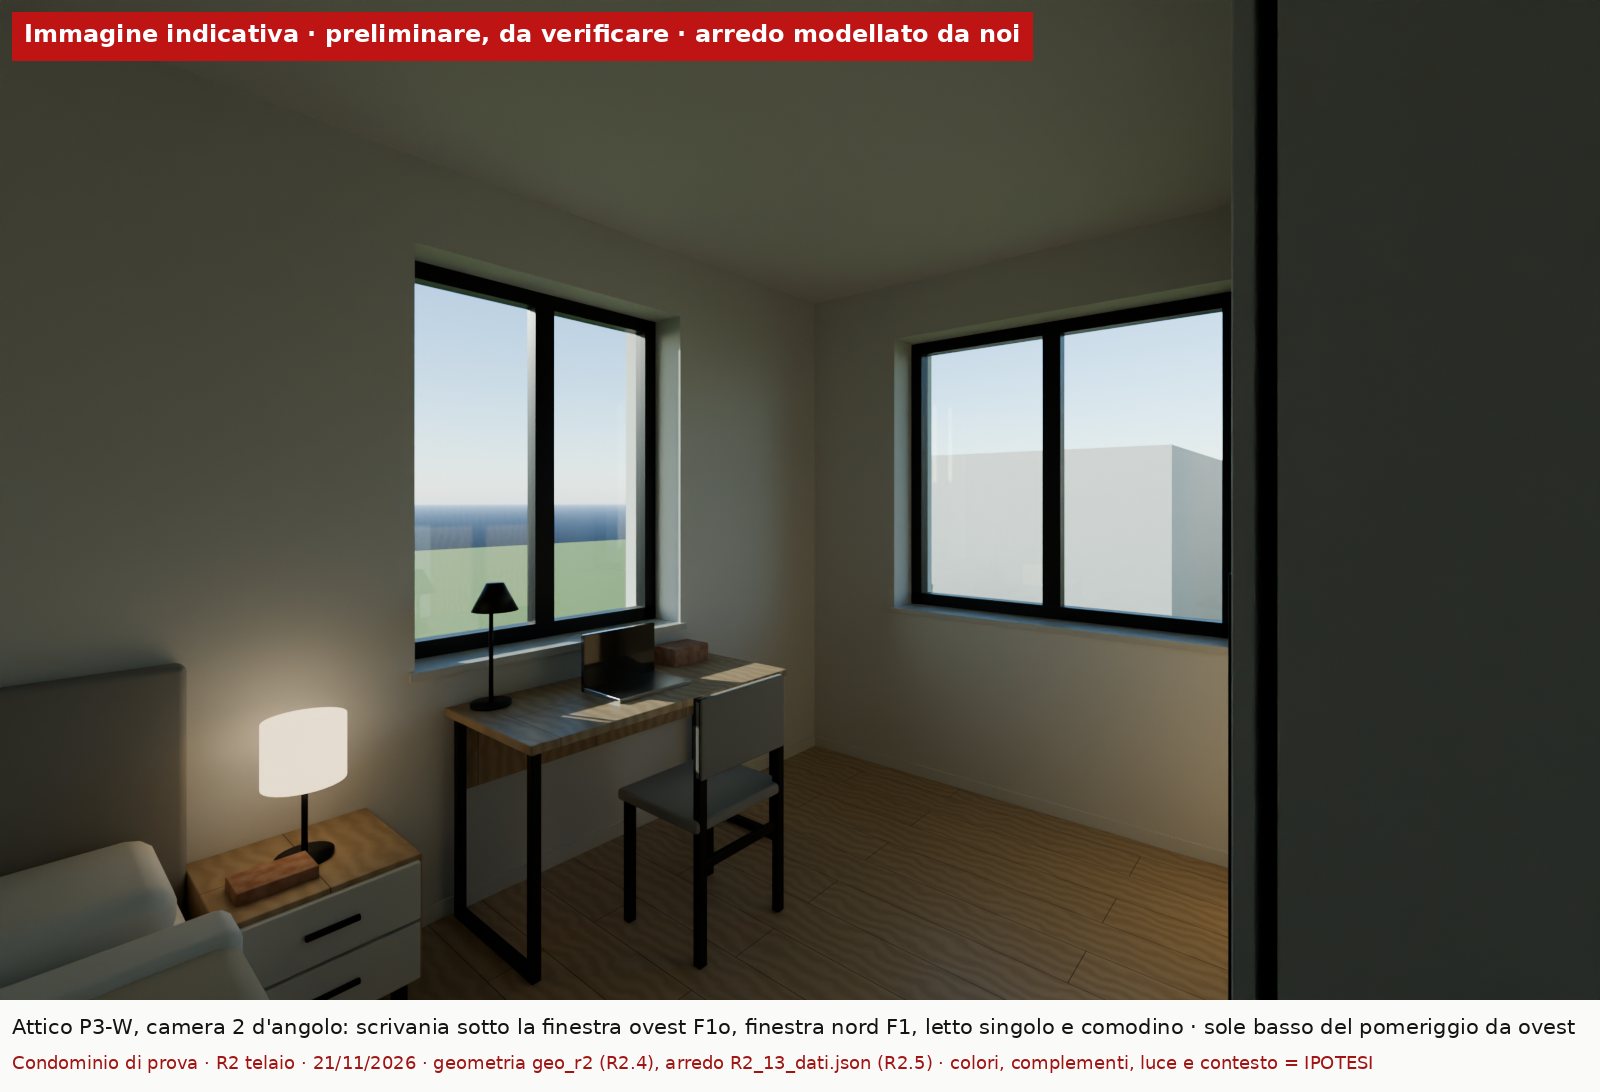 Immagine indicativa · preliminare, da verificare · arredo modellato da noi
Attico P3-W, camera 2 d'angolo: scrivania sotto la finestra ovest F1o, finestra nord F1, letto singolo e comodino · sole basso del pomeriggio da ovest
Condominio di prova · R2 telaio · 21/11/2026 · geometria geo_r2 (R2.4), arredo R2_13_dati.json (R2.5) · colori, complementi, luce e contesto = IPOTESI